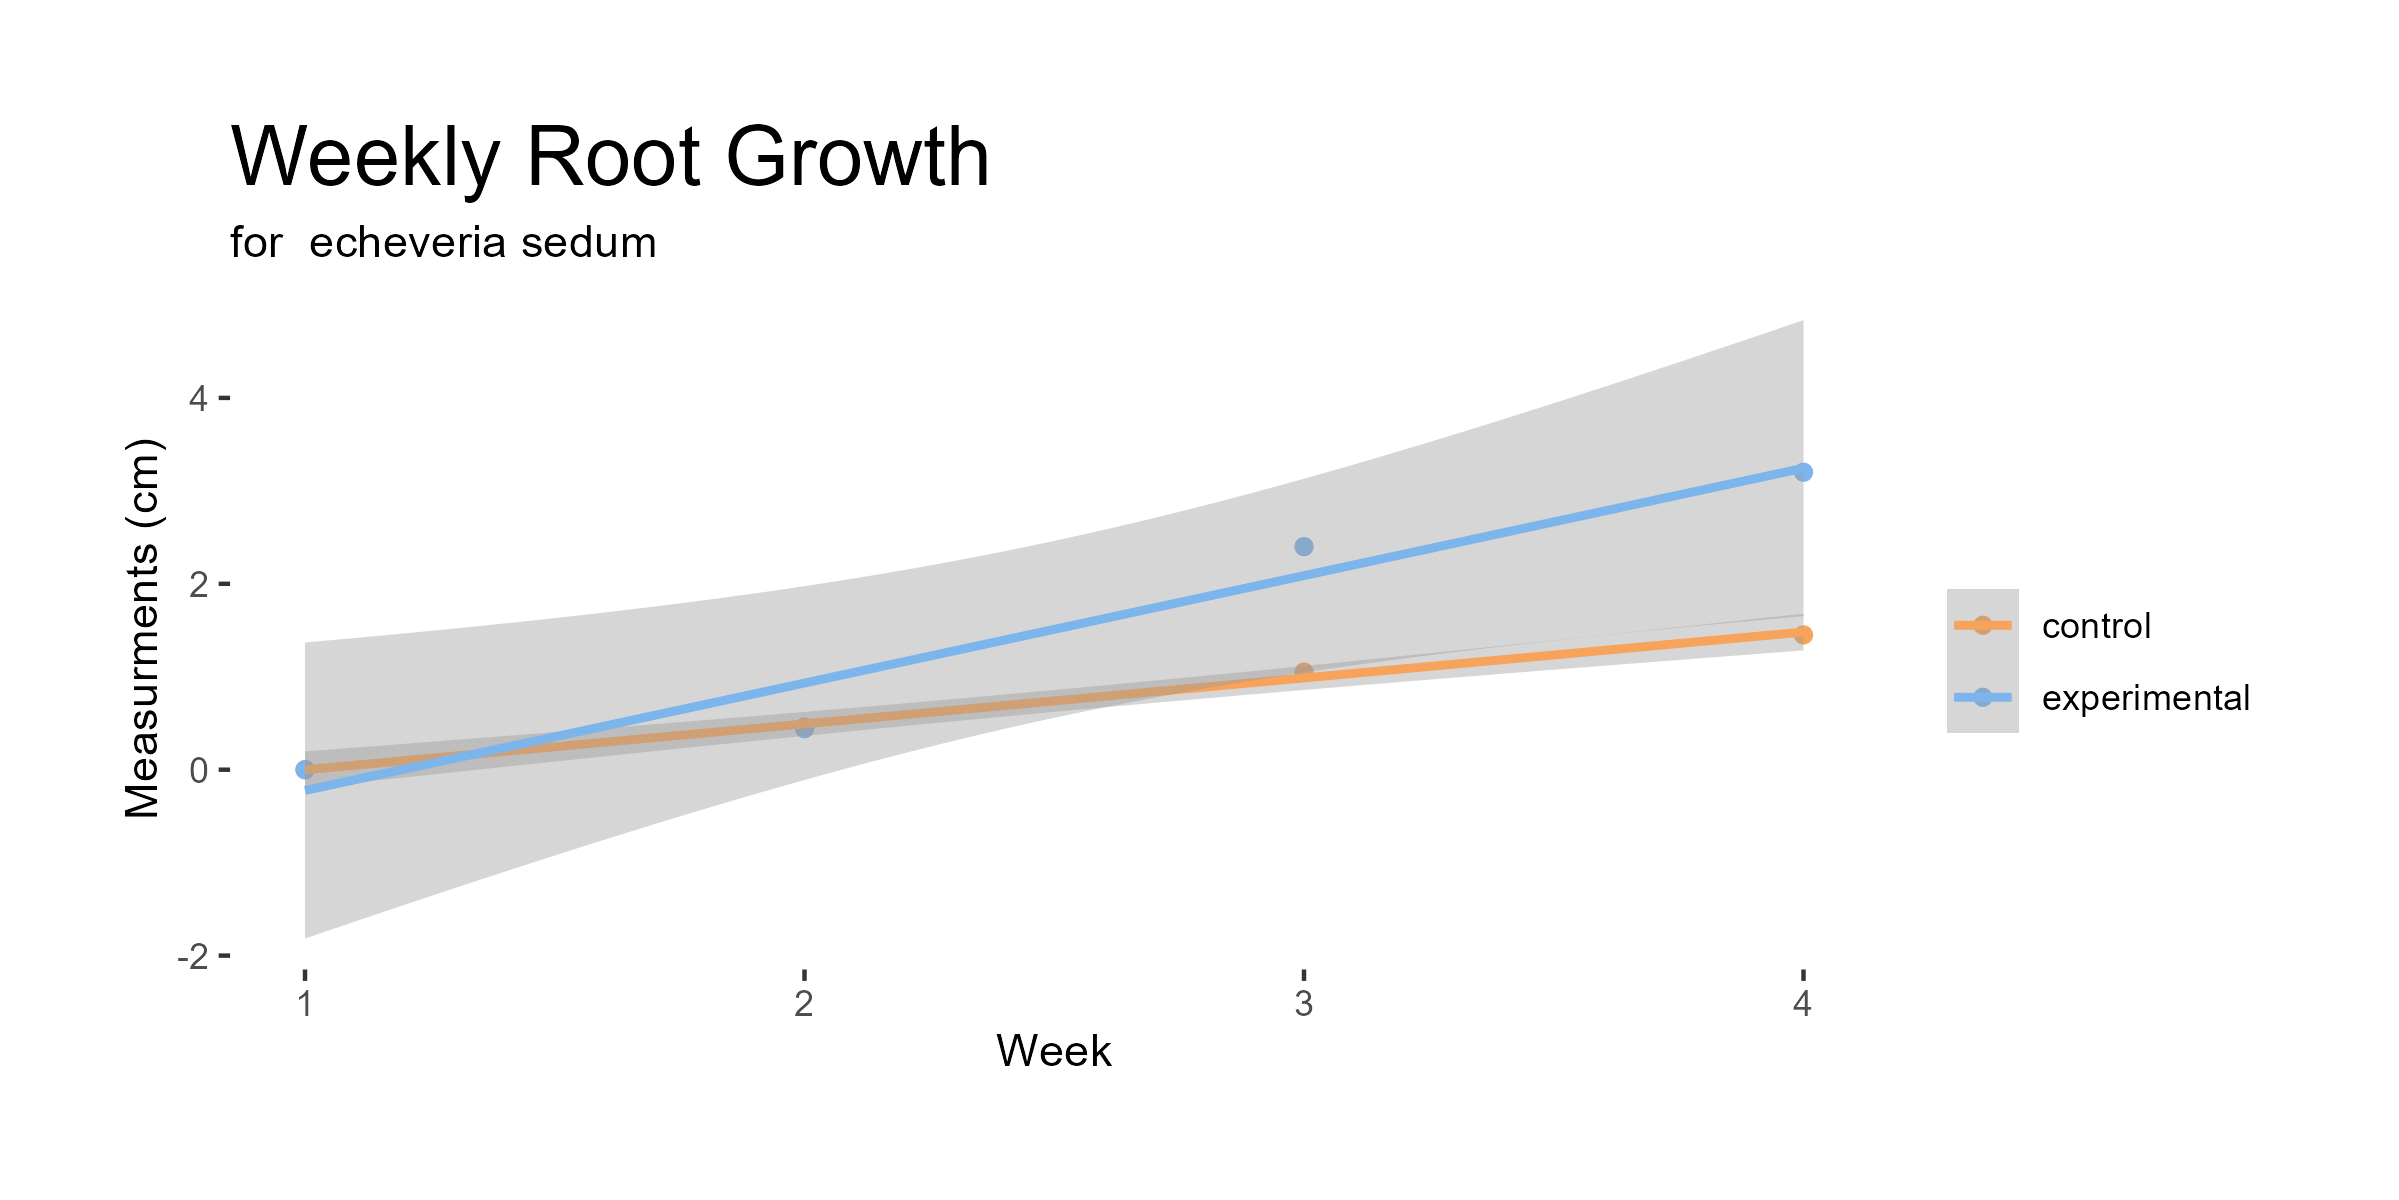 Weekly Root Growth
for  echeveria sedum
Measurments (cm)
4
2
0
-2
1
2
3
4
Week
control
experimental